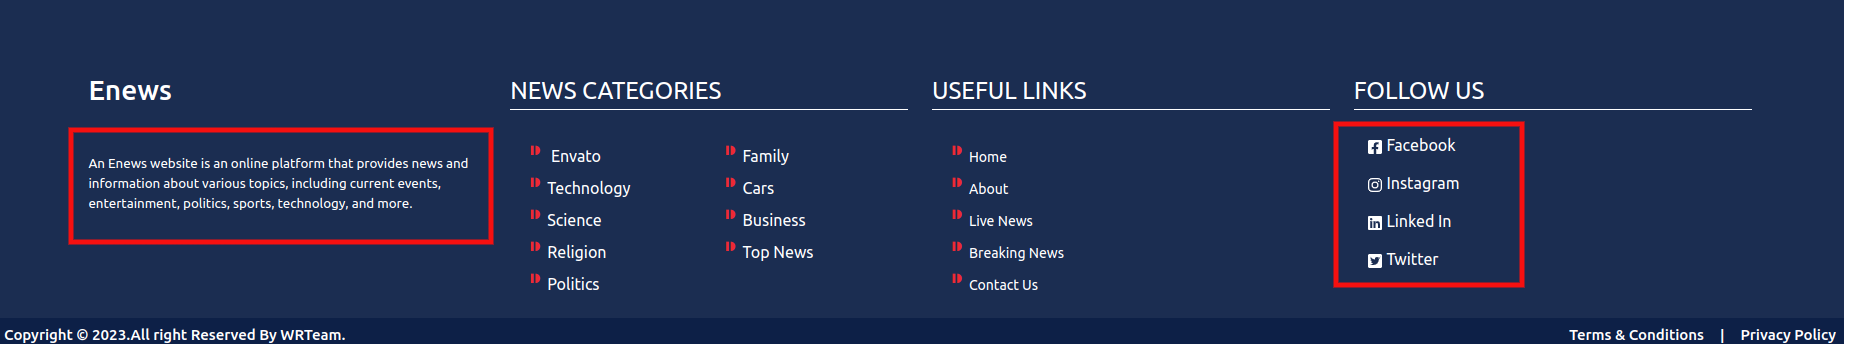 Enews
An Enews website is an online platform that provides news and
information about various topics, including current events,
entertainment, politics, sports, technology, and more.
NEWS CATEGORIES
Envato
Technology
Science
Religion
Politics
Family
Cars
Business
Top News
USEFUL LINKS
Home
About
Live News
Breaking News
Contact Us
FOLLOW US
Facebook
Instagram
Linked In
Twitter
Copyright © 2023.All right Reserved By WRTeam.
Terms & Conditions | Privacy Policy